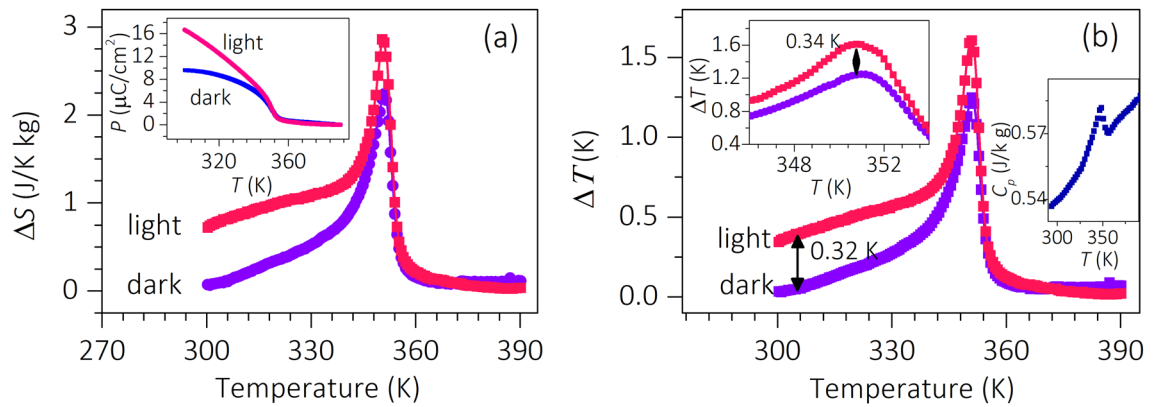 (a)
3
2
1
0
ΔS (J/K kg)
270
300
330
360
390
Temperature (K)
light
dark
16
12
8
4
0
P (μC/cm²)
320
360
T (K)
light
dark
(b)
1.5
1.0
0.5
0.0
ΔT (K)
300
330
360
390
Temperature (K)
light
dark
0.32 K
1.6
1.2
0.8
0.4
ΔT (K)
348
352
T (K)
0.34 K
0.57
0.54
Cp (J/k g)
300
350
T (K)